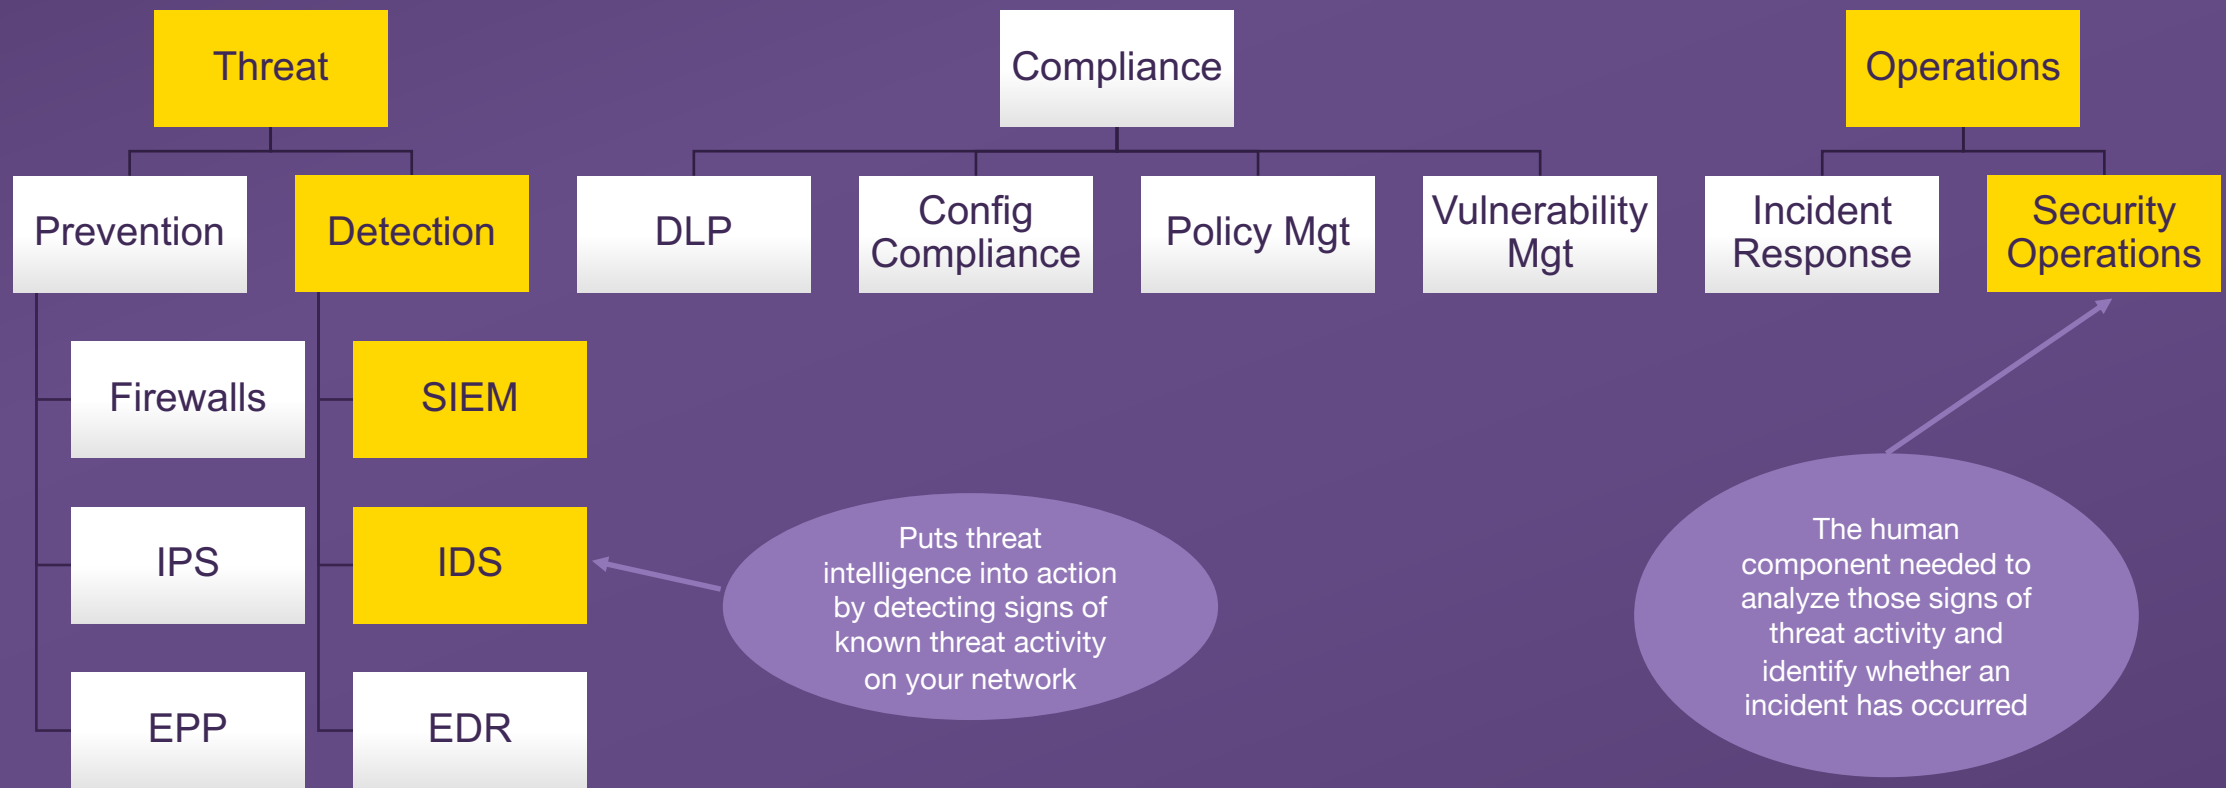 Threat
Compliance
Operations
Prevention
Detection
DLP
Config
Compliance
Policy Mgt
Vulnerability
Mgt
Incident
Response
Security
Operations
Firewalls
SIEM
IPS
IDS
EPP
EDR
Puts threat
intelligence into action
by detecting signs of
known threat activity
on your network
The human
component needed to
analyze those signs of
threat activity and
identify whether an
incident has occurred